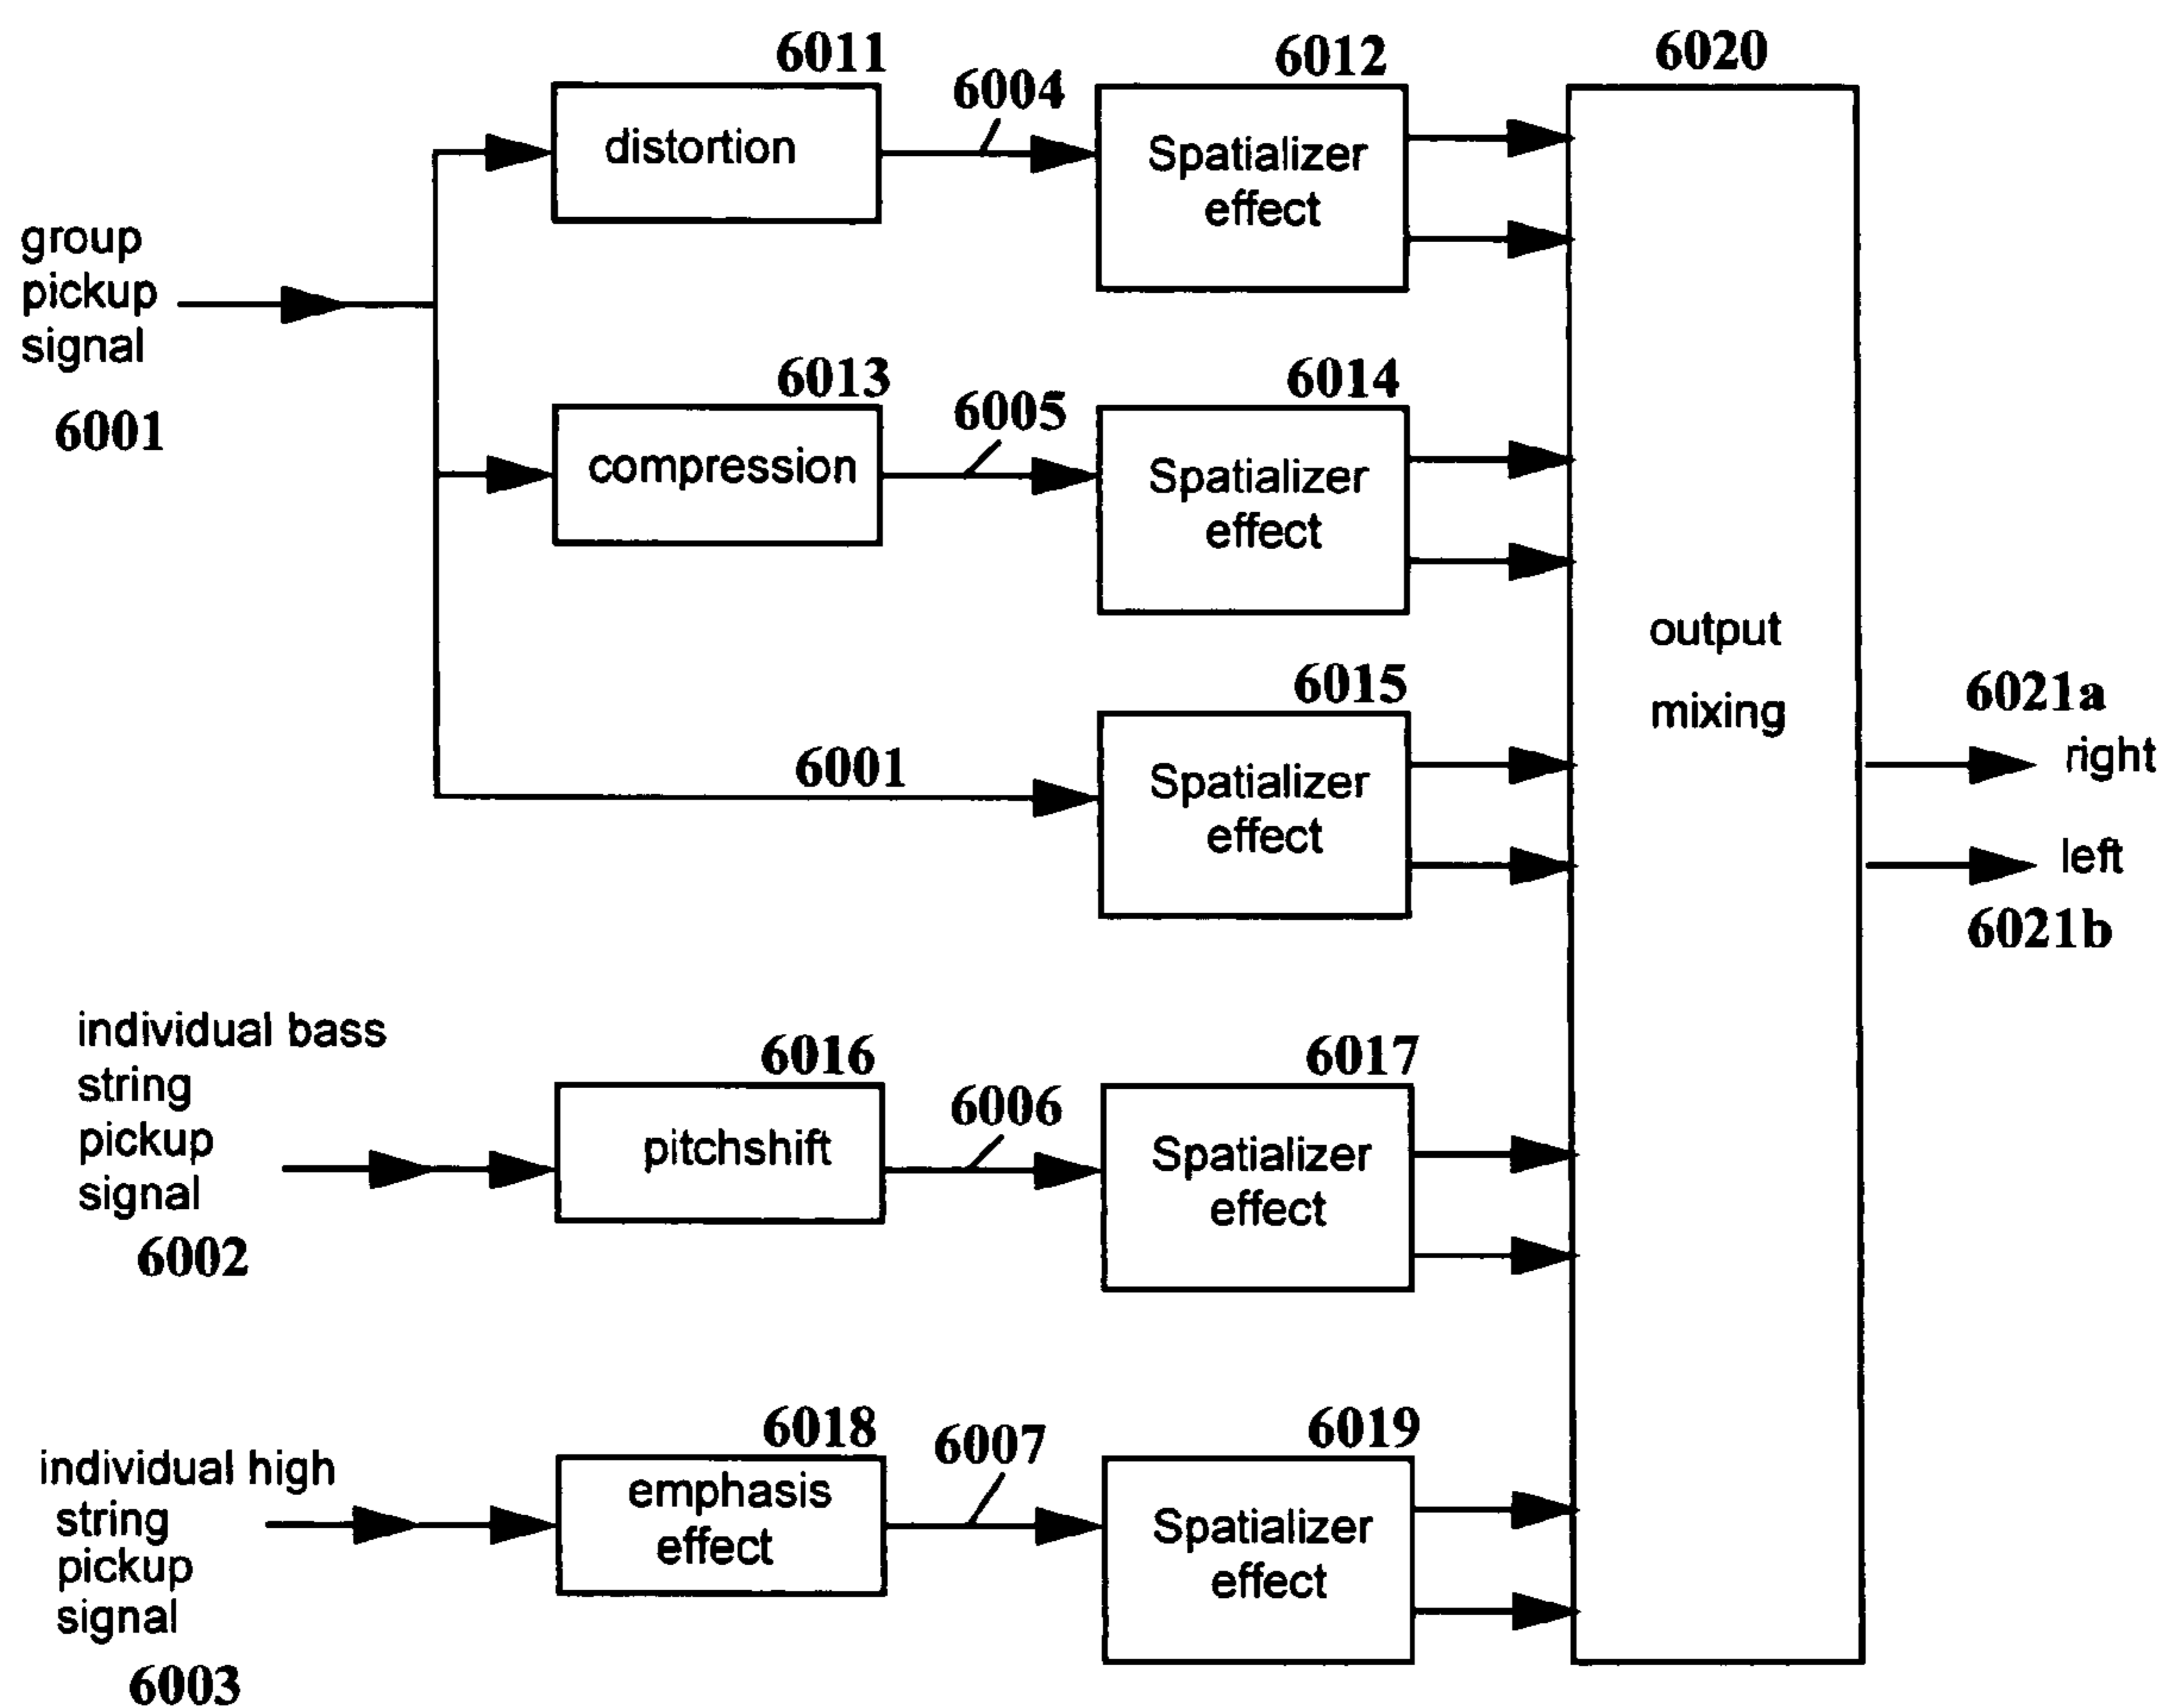 6011
6004
6012
6020
distortion
Spatializer
effect
group
pickup
signal
6001
6013
6005
6014
compression
Spatializer
effect
output
mixing
6015
6001
Spatializer
effect
6021a
right
left
6021b
individual bass
string
pickup
signal
6002
6016
6006
6017
pitchshift
Spatializer
effect
individual high
string
pickup
signal
6003
6018
6007
6019
emphasis
effect
Spatializer
effect